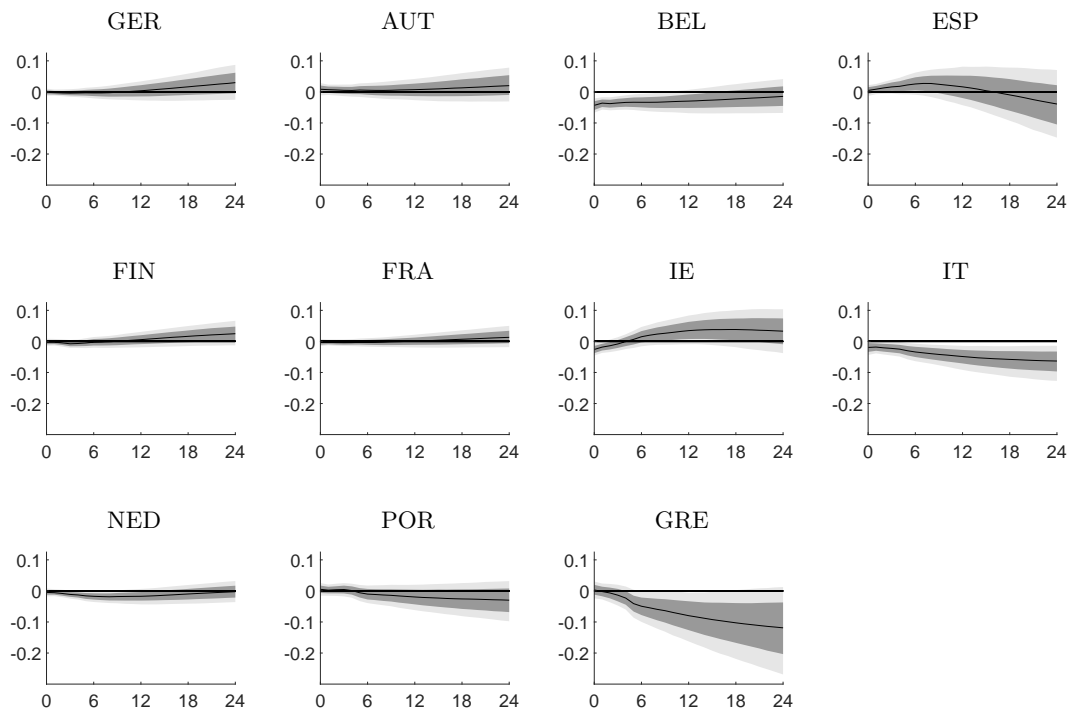 GER AUT BEL ESP
0.1 0.1 0.1 0.1
0 0 0 0
-0.1 -0.1 -0.1 -0.1
-0.2 -0.2 -0.2 -0.2
0 6 12 18 24 0 6 12 18 24 0 6 12 18 24 0 6 12 18 24
FIN FRA IE IT
0.1 0.1 0.1 0.1
0 0 0 0
-0.1 -0.1 -0.1 -0.1
-0.2 -0.2 -0.2 -0.2
0 6 12 18 24 0 6 12 18 24 0 6 12 18 24 0 6 12 18 24
NED POR GRE
0.1 0.1 0.1
0 0 0
-0.1 -0.1 -0.1
-0.2 -0.2 -0.2
0 6 12 18 24 0 6 12 18 24 0 6 12 18 24